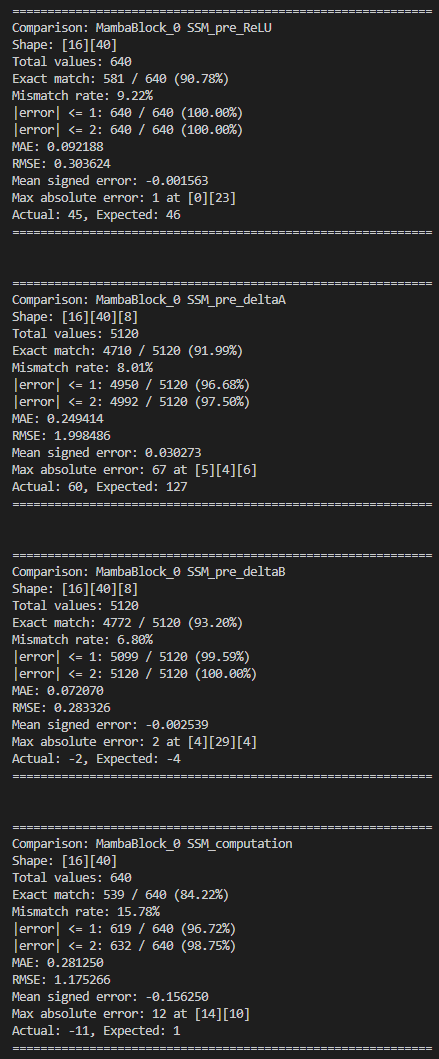 ============================================================
Comparison: MambaBlock_0 SSM_pre_ReLU
Shape: [16][40]
Total values: 640
Exact match: 581 / 640 (90.78%)
Mismatch rate: 9.22%
|error| <= 1: 640 / 640 (100.00%)
|error| <= 2: 640 / 640 (100.00%)
MAE: 0.092188
RMSE: 0.303624
Mean signed error: -0.001563
Max absolute error: 1 at [0][23]
Actual: 45, Expected: 46
============================================================
============================================================
Comparison: MambaBlock_0 SSM_pre_deltaA
Shape: [16][40][8]
Total values: 5120
Exact match: 4710 / 5120 (91.99%)
Mismatch rate: 8.01%
|error| <= 1: 4950 / 5120 (96.68%)
|error| <= 2: 4992 / 5120 (97.50%)
MAE: 0.249414
RMSE: 1.998486
Mean signed error: 0.030273
Max absolute error: 67 at [5][4][6]
Actual: 60, Expected: 127
============================================================
============================================================
Comparison: MambaBlock_0 SSM_pre_deltaB
Shape: [16][40][8]
Total values: 5120
Exact match: 4772 / 5120 (93.20%)
Mismatch rate: 6.80%
|error| <= 1: 5099 / 5120 (99.59%)
|error| <= 2: 5120 / 5120 (100.00%)
MAE: 0.072070
RMSE: 0.283326
Mean signed error: -0.002539
Max absolute error: 2 at [4][29][4]
Actual: -2, Expected: -4
============================================================
============================================================
Comparison: MambaBlock_0 SSM_computation
Shape: [16][40]
Total values: 640
Exact match: 539 / 640 (84.22%)
Mismatch rate: 15.78%
|error| <= 1: 619 / 640 (96.72%)
|error| <= 2: 632 / 640 (98.75%)
MAE: 0.281250
RMSE: 1.175266
Mean signed error: -0.156250
Max absolute error: 12 at [14][10]
Actual: -11, Expected: 1
============================================================